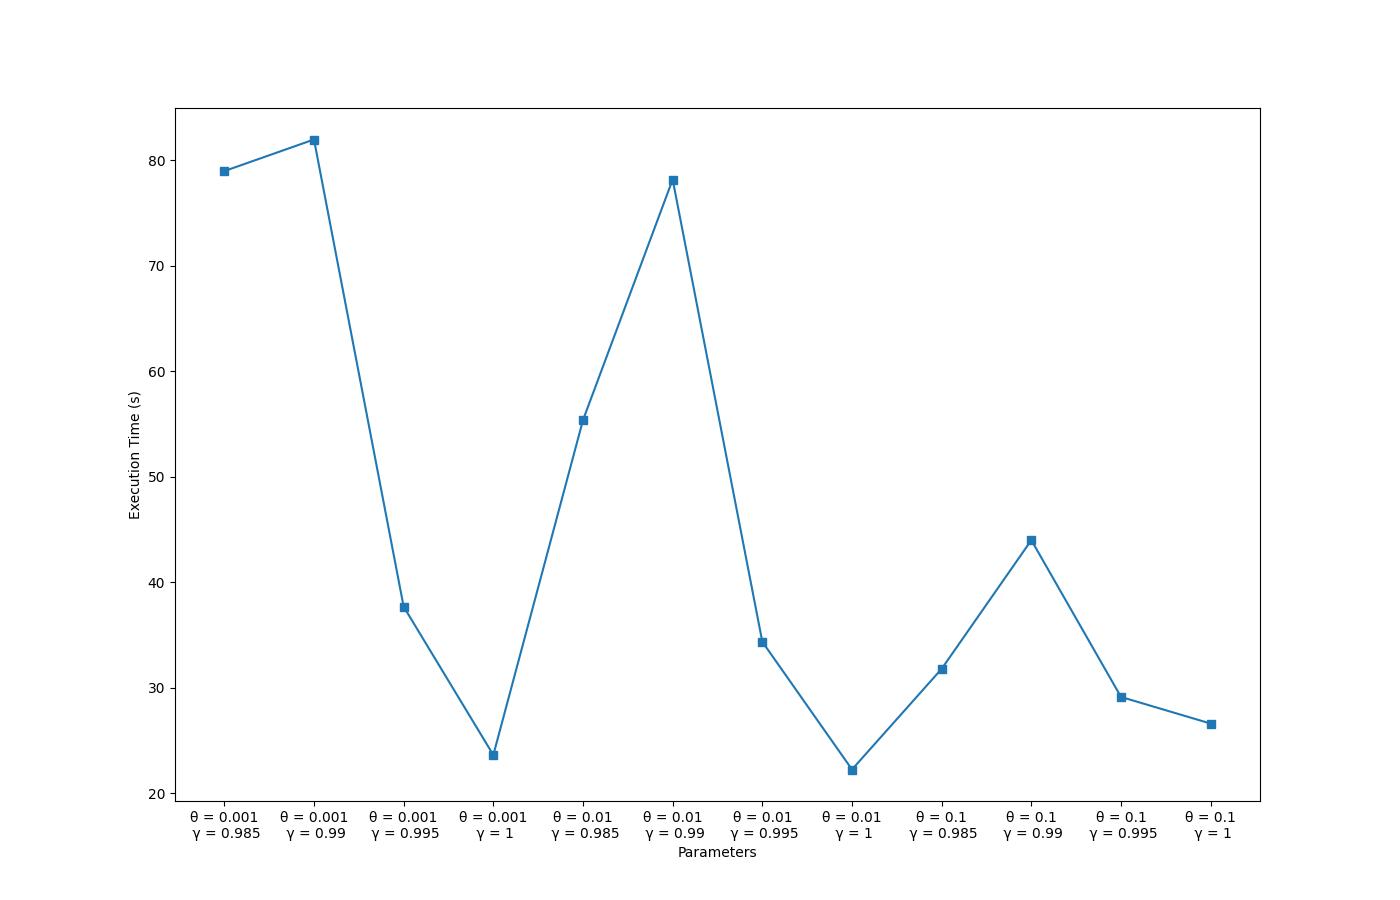 80
70
60
50
40
30
20
Execution Time (s)
θ = 0.001
γ = 0.985
θ = 0.001
γ = 0.99
θ = 0.001
γ = 0.995
θ = 0.001
γ = 1
θ = 0.01
γ = 0.985
θ = 0.01
γ = 0.99
θ = 0.01
γ = 0.995
θ = 0.01
γ = 1
θ = 0.1
γ = 0.985
θ = 0.1
γ = 0.99
θ = 0.1
γ = 0.995
θ = 0.1
γ = 1
Parameters